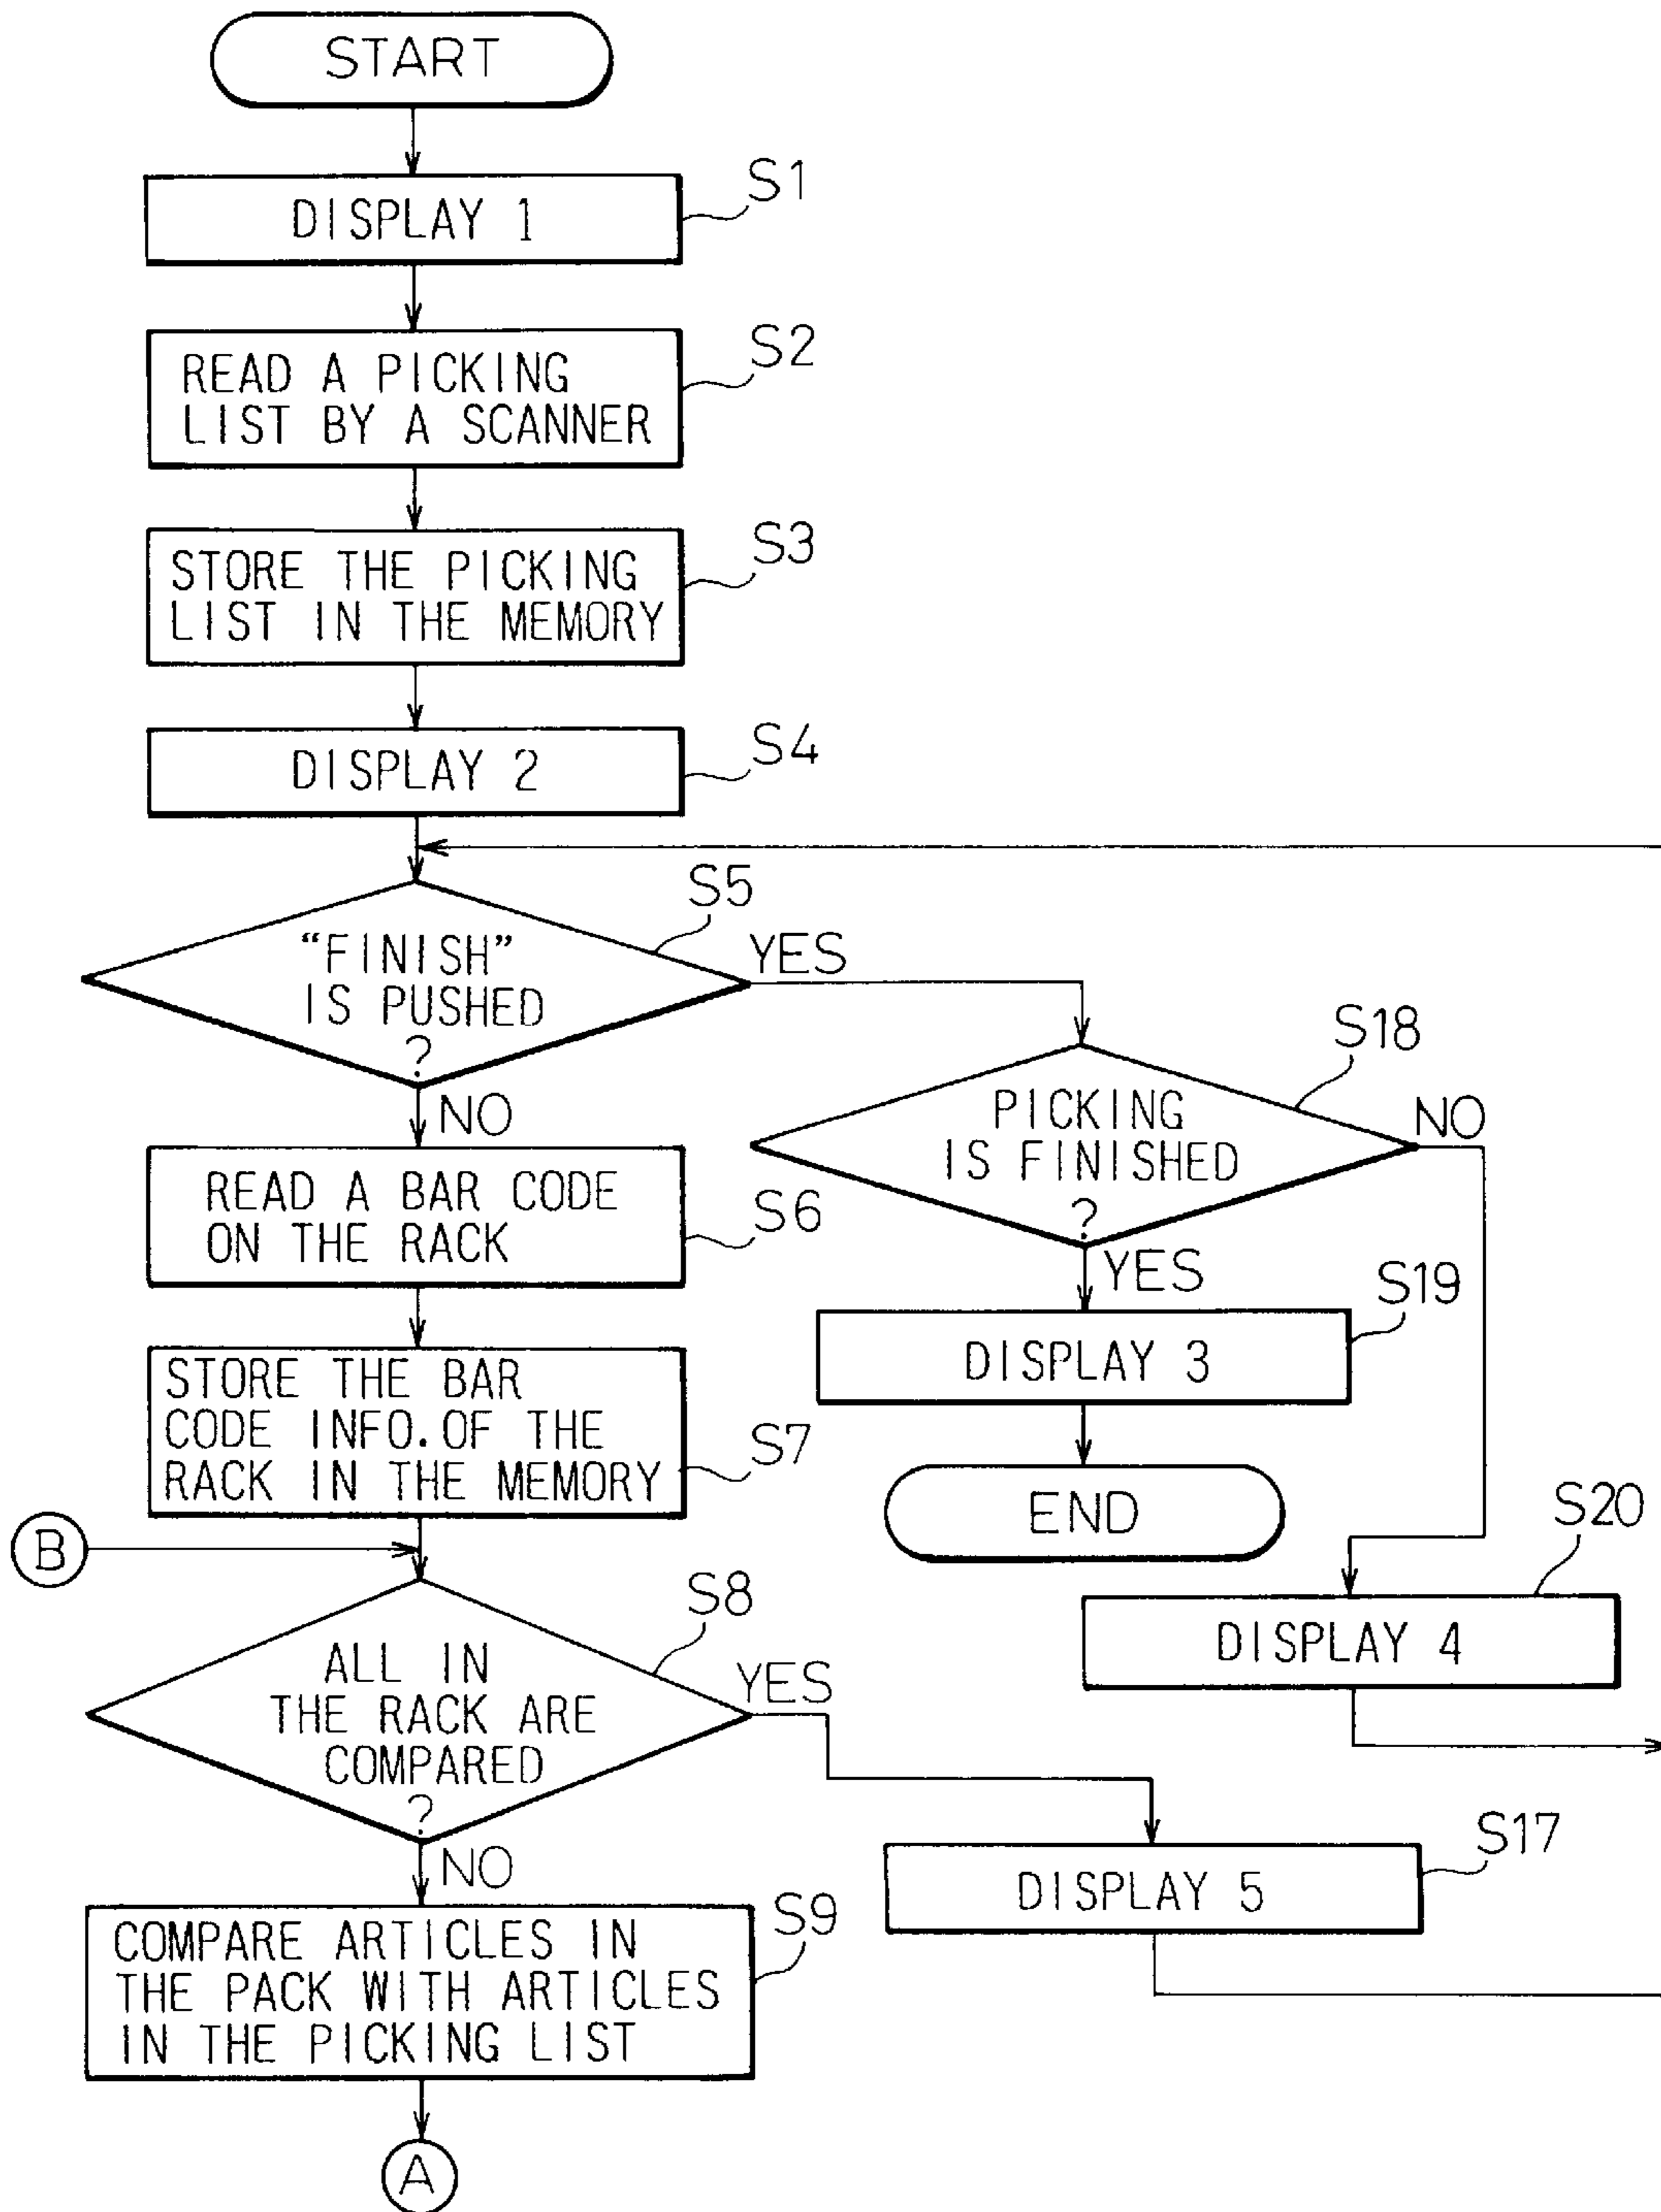 START
S1
DISPLAY 1
S2
READ A PICKING
LIST BY A SCANNER
S3
STORE THE PICKING
LIST IN THE MEMORY
S4
DISPLAY 2
S5
“FINISH”
IS PUSHED
?
YES
NO
S18
PICKING
IS FINISHED
?
NO
YES
S6
READ A BAR CODE
ON THE RACK
S19
DISPLAY 3
S7
STORE THE BAR
CODE INFO. OF THE
RACK IN THE MEMORY
END
B
S20
DISPLAY 4
S8
ALL IN
THE RACK ARE
COMPARED
?
YES
NO
S17
DISPLAY 5
S9
COMPARE ARTICLES IN
THE PACK WITH ARTICLES
IN THE PICKING LIST
A